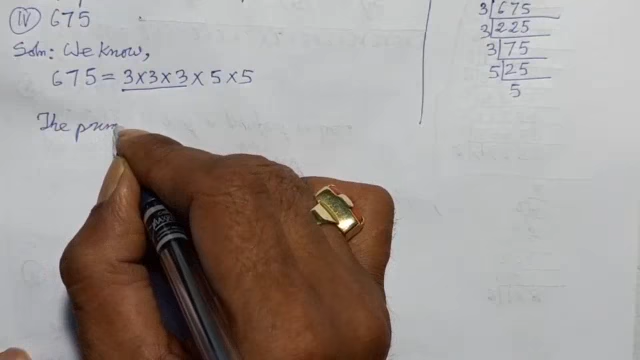 (iv) 675
Soln: We know,
675 = 3×3×3×5×5
The prim
3 675
3 225
3 75
5 25
5